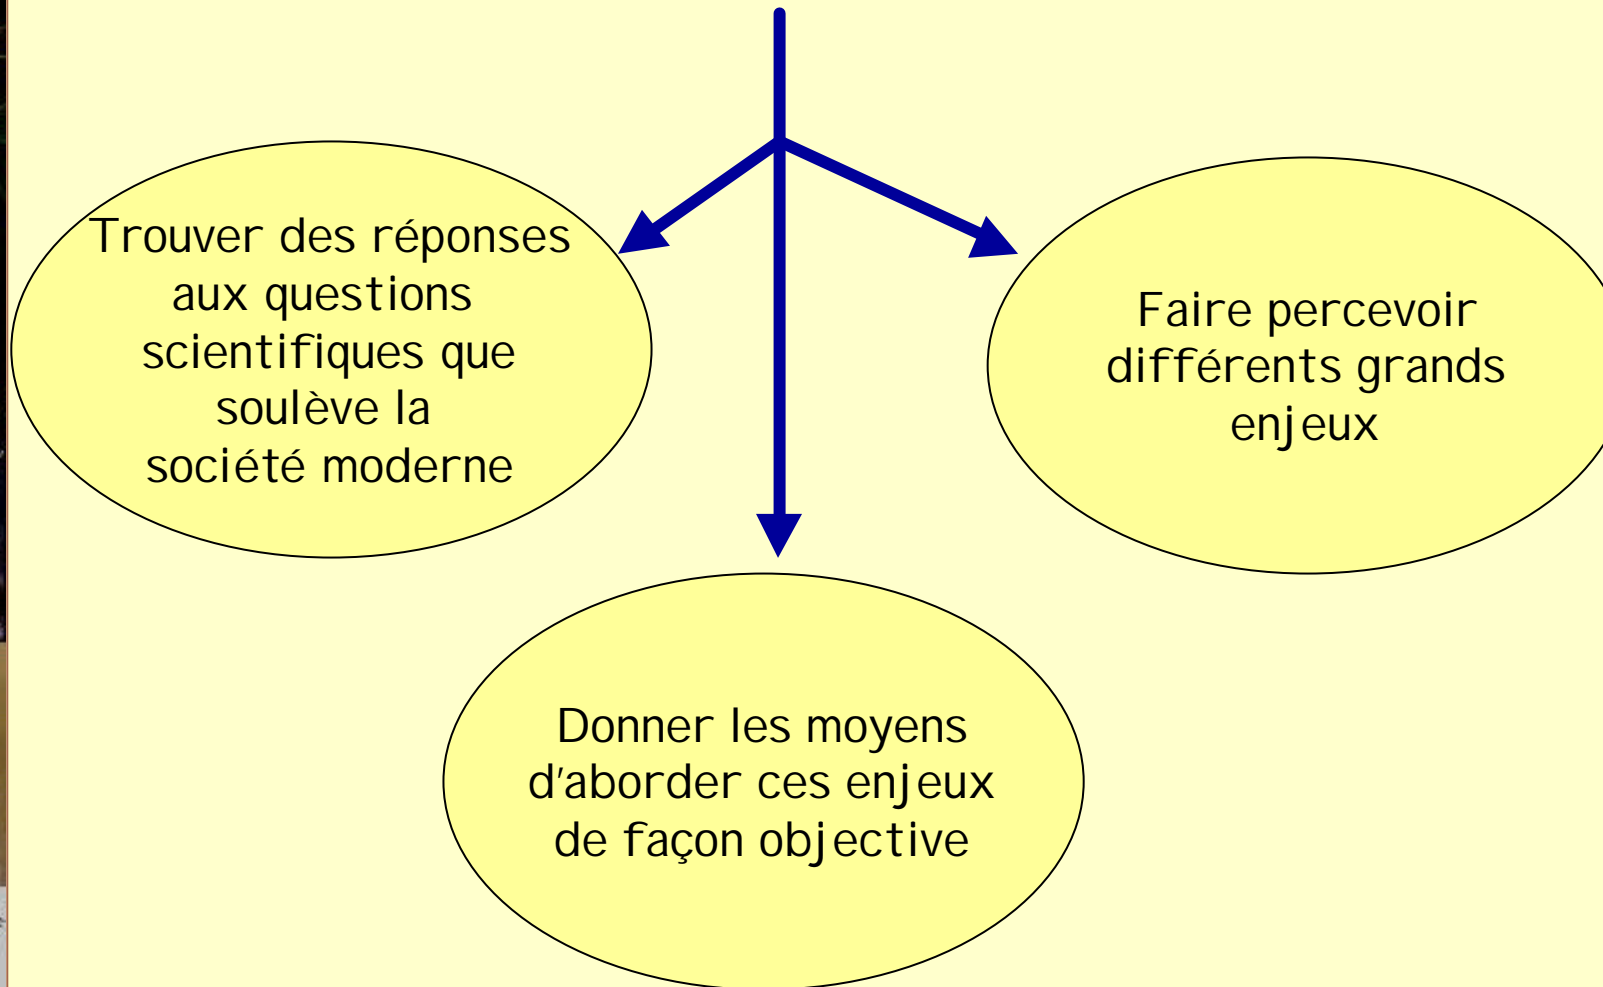 Trouver des réponses
aux questions
scientifiques que
soulève la
société moderne
Faire percevoir
différents grands
enjeux
Donner les moyens
d'aborder ces enjeux
de façon objective